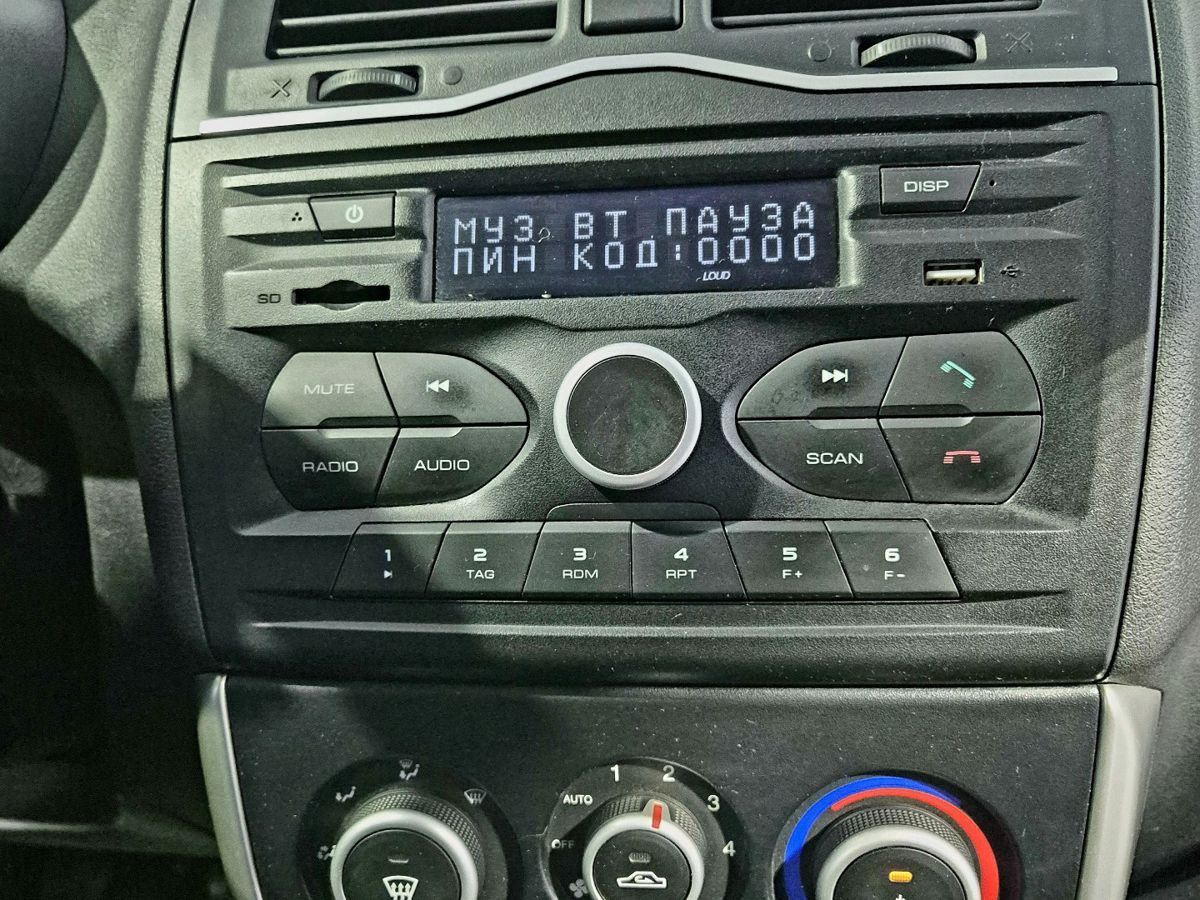 DISP
МУЗ ВТ ПАУЗА
ПИН КОД:0000
LOUD
SD
MUTE
RADIO
AUDIO
SCAN
1
2 TAG
3 RDM
4 RPT
5 F+
6 F-
AUTO 1 2 3 4
OFF